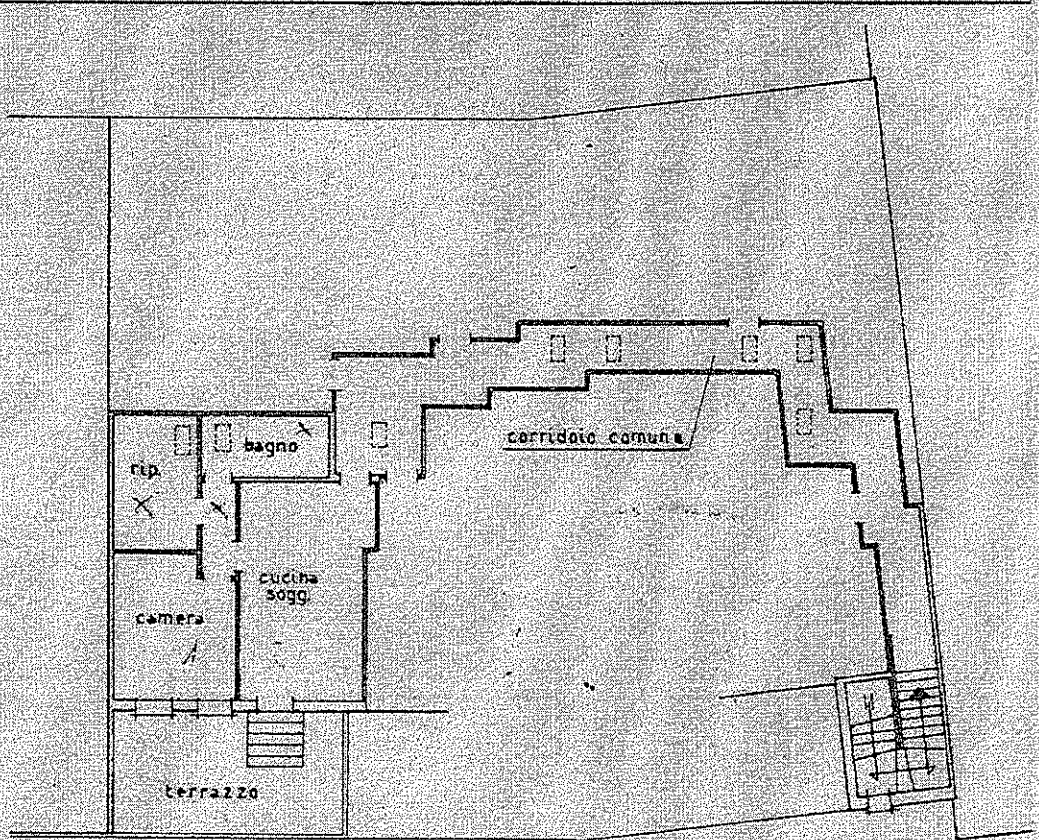 corridoio comune
bagno
rip.
cucina
sogg.
camera
terrazzo